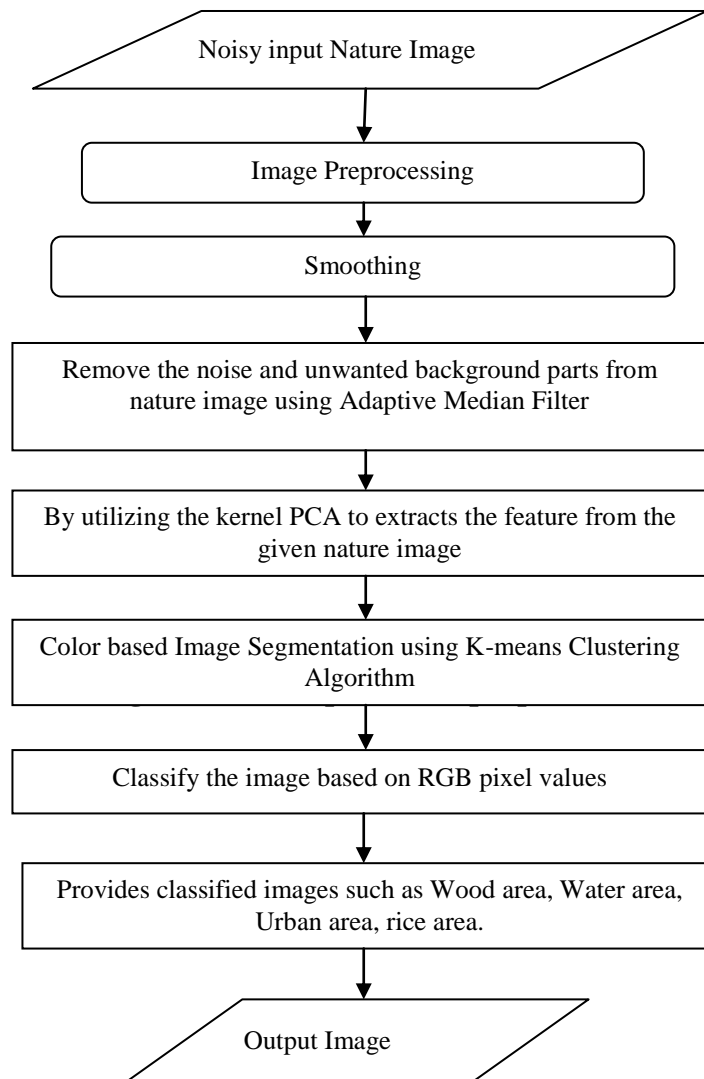 Noisy input Nature Image
Image Preprocessing
Smoothing
Remove the noise and unwanted background parts from
nature image using Adaptive Median Filter
By utilizing the kernel PCA to extracts the feature from the
given nature image
Color based Image Segmentation using K-means Clustering
Algorithm
Classify the image based on RGB pixel values
Provides classified images such as Wood area, Water area,
Urban area, rice area.
Output Image